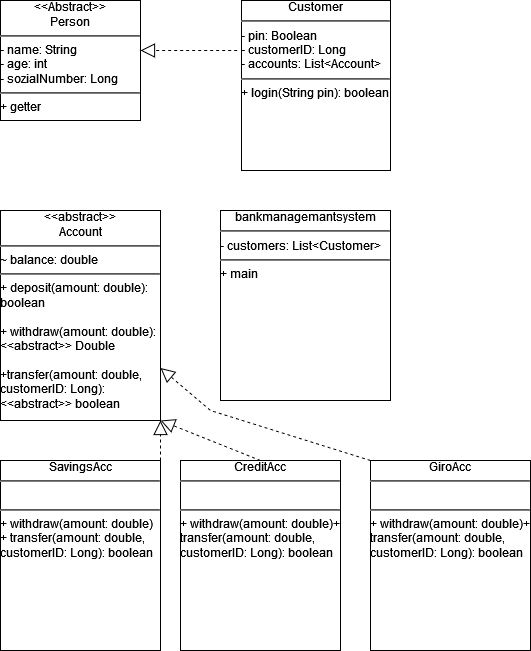 <<Abstract>>
Person
- name: String
- age: int
- sozialNumber: Long
+ getter
Customer
- pin: Boolean
- customerID: Long
- accounts: List<Account>
+ login(String pin): boolean
<<abstract>>
Account
~ balance: double
+ deposit(amount: double):
boolean
+ withdraw(amount: double):
<<abstract>> Double
+transfer(amount: double,
customerID: Long):
<<abstract>> boolean
bankmanagemantsystem
- customers: List<Customer>
+ main
SavingsAcc
+ withdraw(amount: double)
+ transfer(amount: double,
customerID: Long): boolean
CreditAcc
+ withdraw(amount: double)+
transfer(amount: double,
customerID: Long): boolean
GiroAcc
+ withdraw(amount: double)+
transfer(amount: double,
customerID: Long): boolean